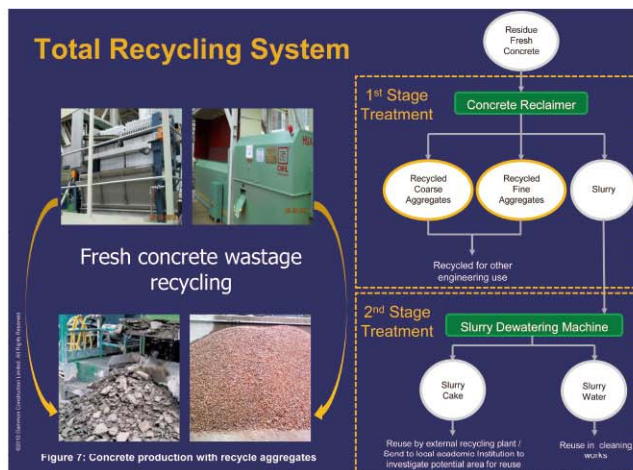 Total Recycling System
Fresh concrete wastage
recycling
Figure 7: Concrete production with recycle aggregates
Residue
Fresh
Concrete
1st Stage
Treatment
Concrete Reclaimer
Recycled
Coarse
Aggregates
Recycled
Fine
Aggregates
Slurry
Recycled for other
engineering use
2nd Stage
Treatment
Slurry Dewatering Machine
Slurry
Cake
Slurry
Water
Reuse by external recycling plant /
Send to local academic Institution to
investigate potential area for reuse
Reuse in cleaning
works